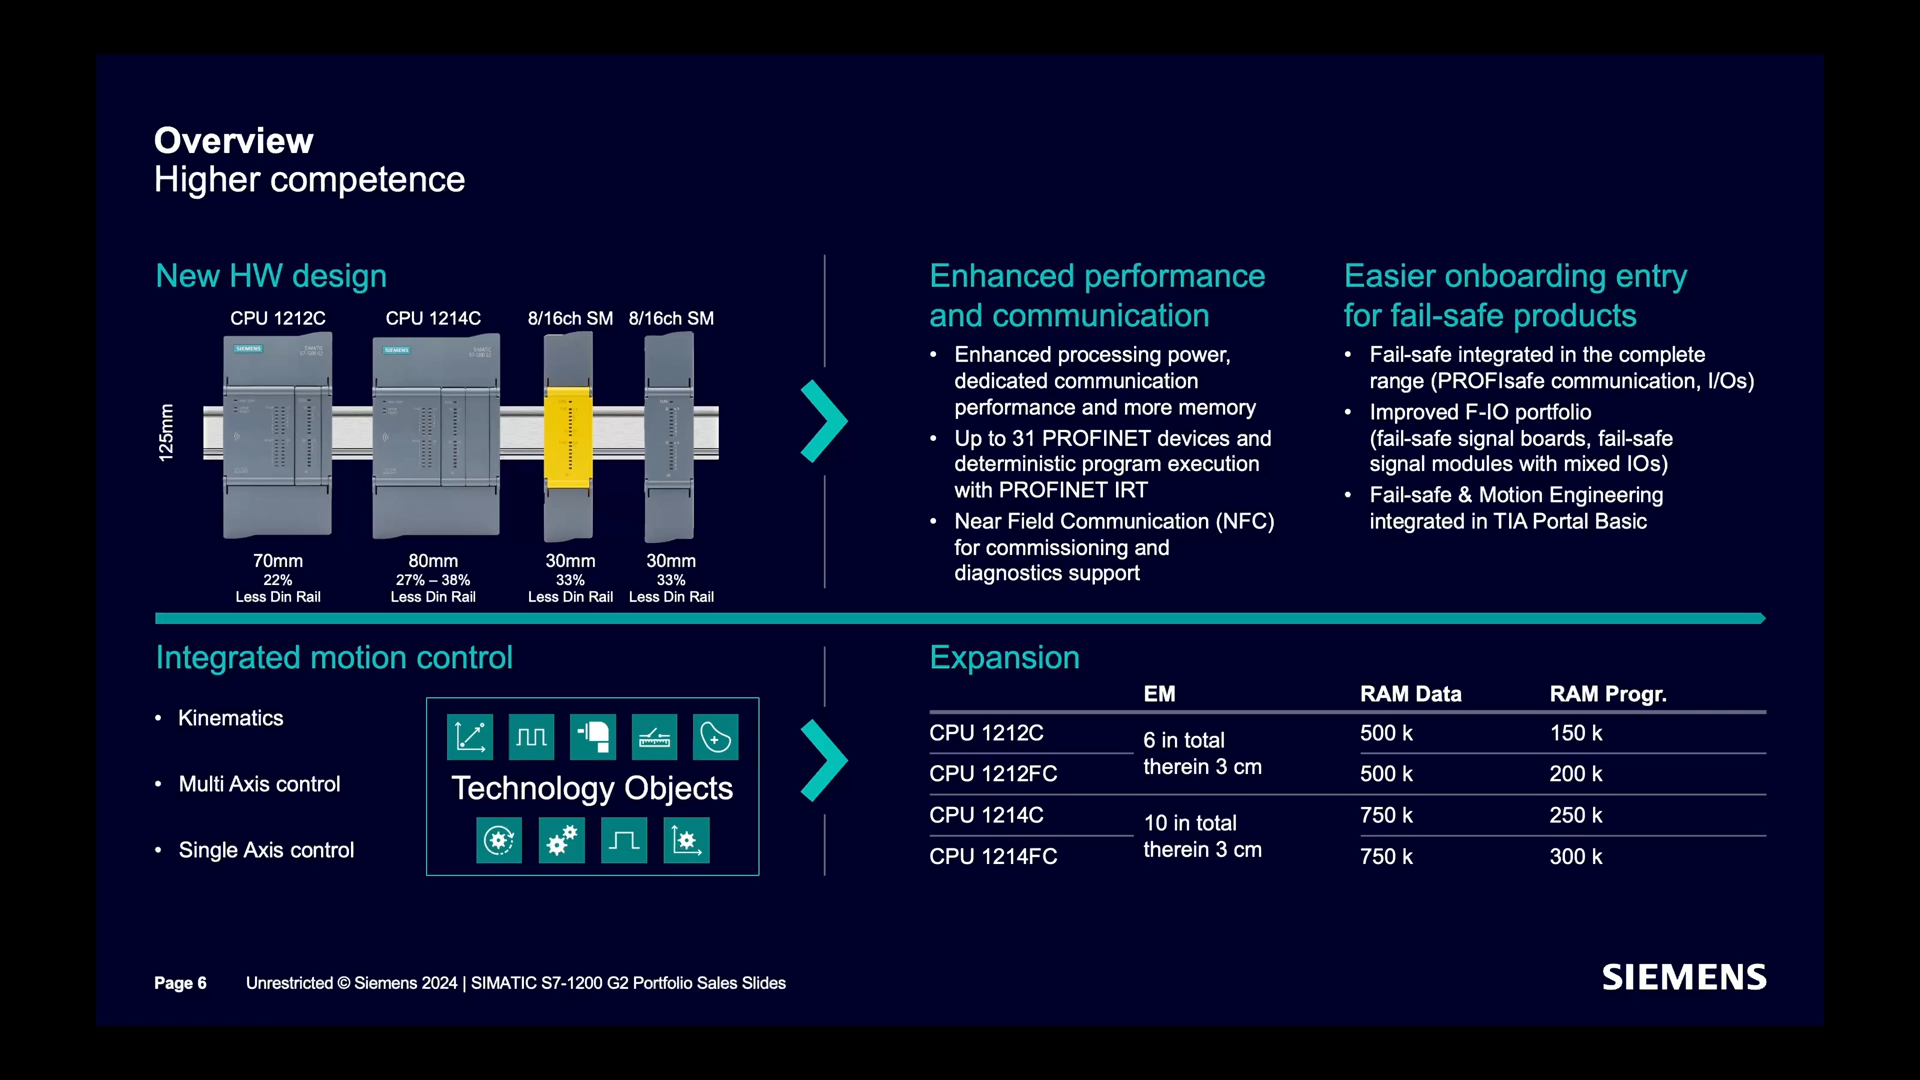 Overview
Higher competence
New HW design
CPU 1212C
CPU 1214C
8/16ch SM
8/16ch SM
SIEMENS
SIEMENS
125mm
70mm
22%
Less Din Rail
80mm
27% – 38%
Less Din Rail
30mm
33%
Less Din Rail
30mm
33%
Less Din Rail
Enhanced performance
and communication
• Enhanced processing power,
dedicated communication
performance and more memory
• Up to 31 PROFINET devices and
deterministic program execution
with PROFINET IRT
• Near Field Communication (NFC)
for commissioning and
diagnostics support
Easier onboarding entry
for fail-safe products
• Fail-safe integrated in the complete
range (PROFIsafe communication, I/Os)
• Improved F-IO portfolio
(fail-safe signal boards, fail-safe
signal modules with mixed IOs)
• Fail-safe & Motion Engineering
integrated in TIA Portal Basic
Integrated motion control
• Kinematics
• Multi Axis control
• Single Axis control
Technology Objects
Expansion
EM RAM Data RAM Progr.
CPU 1212C 500 k 150 k
6 in total
therein 3 cm
CPU 1212FC 500 k 200 k
CPU 1214C 750 k 250 k
10 in total
therein 3 cm
CPU 1214FC 750 k 300 k
Page 6 Unrestricted © Siemens 2024 | SIMATIC S7-1200 G2 Portfolio Sales Slides
SIEMENS